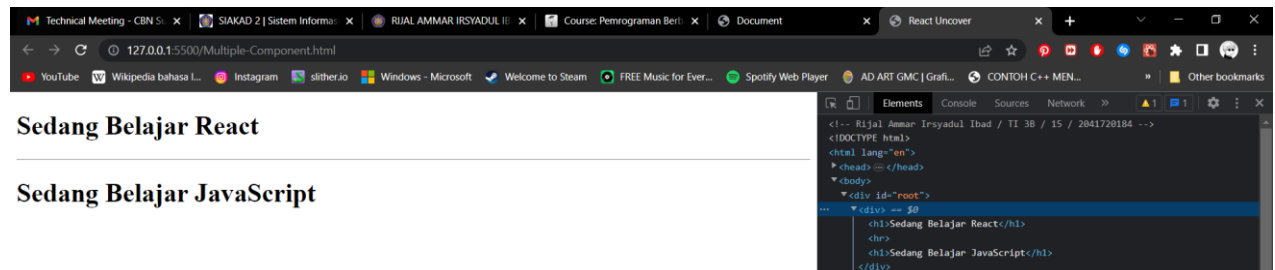 Technical Meeting - CBN Su
SIAKAD 2 | Sistem Informas
RIJAL AMMAR IRSYADUL IB
Course: Pemrograman Berb
Document
React Uncover
127.0.0.1:5500/Multiple-Component.html
YouTube
Wikipedia bahasa I...
Instagram
slither.io
Windows - Microsoft
Welcome to Steam
FREE Music for Ever...
Spotify Web Player
AD ART GMC | Grafi...
CONTOH C++ MEN...
»
Other bookmarks
Sedang Belajar React
Sedang Belajar JavaScript
Elements Console Sources Network » 1 1
<!-- Rijal Ammar Irsyadul Ibad / TI 3B / 15 / 2041720184 -->
<!DOCTYPE html>
<html lang="en">
<head> ⋯ </head>
<body>
<div id="root">
⋯ <div> == $0
<h1>Sedang Belajar React</h1>
<hr>
<h1>Sedang Belajar JavaScript</h1>
</div>